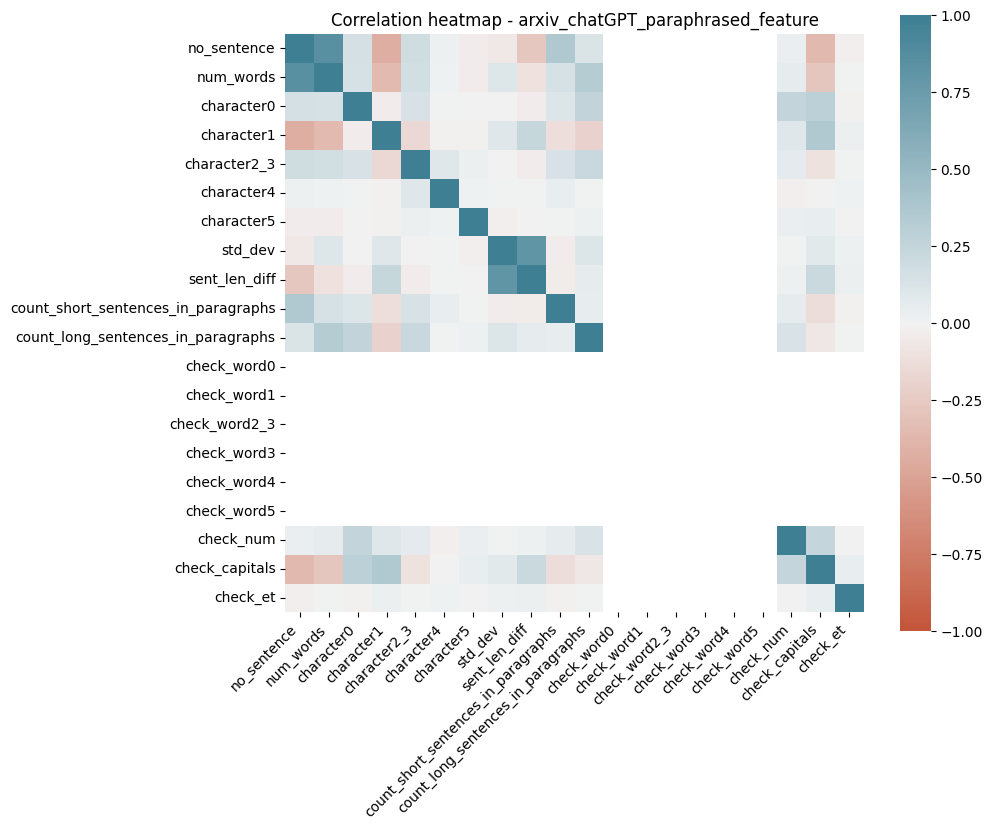 Correlation heatmap - arxiv_chatGPT_paraphrased_feature
no_sentence
num_words
character0
character1
character2_3
character4
character5
std_dev
sent_len_diff
count_short_sentences_in_paragraphs
count_long_sentences_in_paragraphs
check_word0
check_word1
check_word2_3
check_word3
check_word4
check_word5
check_num
check_capitals
check_et
no_sentence
num_words
character0
character1
character2_3
character4
character5
std_dev
sent_len_diff
count_short_sentences_in_paragraphs
count_long_sentences_in_paragraphs
check_word0
check_word1
check_word2_3
check_word3
check_word4
check_word5
check_num
check_capitals
check_et
1.00
0.75
0.50
0.25
0.00
−0.25
−0.50
−0.75
−1.00